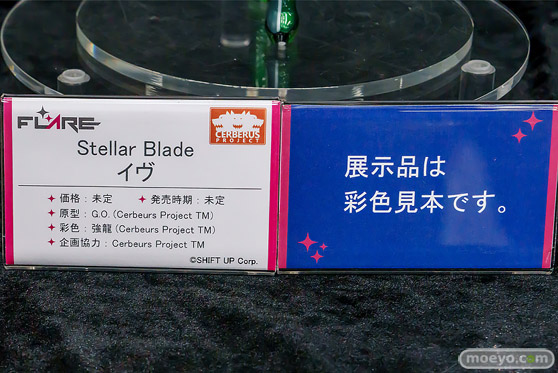 FLARE
CERBERUS
PROJECT
Stellar Blade
イヴ
価格：未定 発売時期：未定
原型：G.O.(Cerbeurs Project TM)
彩色：強龍(Cerbeurs Project TM)
企画協力：Cerbeurs Project TM
©SHIFT UP Corp.
展示品は
彩色見本です。
moeyo.com